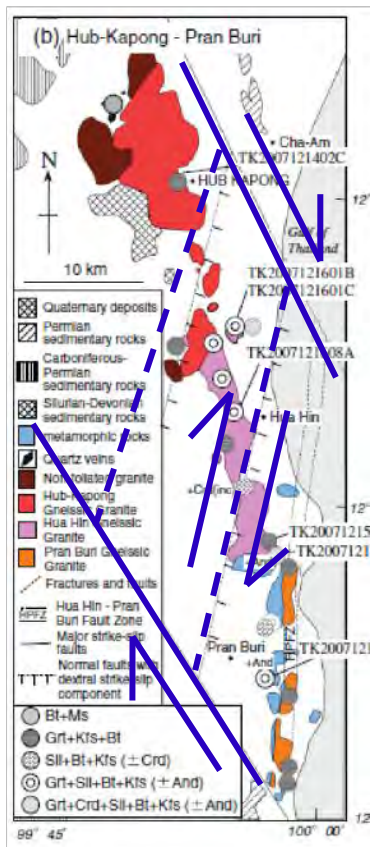 (b) Hub-Kapong - Pran Buri
Cha-Am
TK2007121402C
HUB KAPONG
N
12°
Gulf of
Thailand
10 km
TK2007121601B
TK2007121601C
Quaternary deposits
Permian
sedimentary rocks
Carboniferous-
Permian
sedimentary rocks
Silurian-Devonian
sedimentary rocks
metamorphic rocks
Quartz veins
Nonfoliated granite
Hub-Kapong
Gneissic Granite
Hua Hin Gneissic
Granite
Pran Buri Gneissic
Granite
Fractures and faults
HPFZ
Hua Hin - Pran
Buri Fault Zone
Major strike-slip
faults
Normal faults with
dextral strike-slip
component
Hua Hin
TK20071215
TK2007121
+And
HPFZ
Pran Buri
+And
TK2007121
Bt+Ms
Grt+Kfs+Bt
Sil+Bt+Kfs (±Crd)
Grt+Sil+Bt+Kfs (±And)
Grt+Crd+Sil+Bt+Kfs (±And)
12
99° 45'
100° 00'